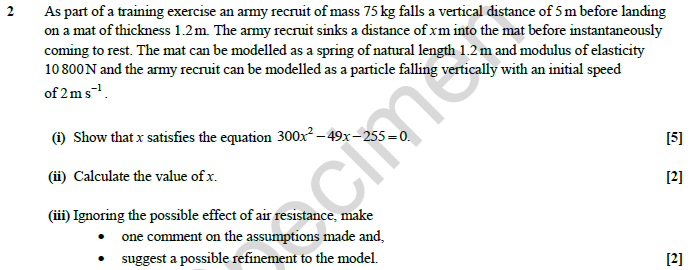 2 As part of a training exercise an army recruit of mass 75 kg falls a vertical distance of 5 m before landing
on a mat of thickness 1.2 m. The army recruit sinks a distance of x m into the mat before instantaneously
coming to rest. The mat can be modelled as a spring of natural length 1.2 m and modulus of elasticity
10 800 N and the army recruit can be modelled as a particle falling vertically with an initial speed
of 2 m s⁻¹.
(i) Show that x satisfies the equation 300x² − 49x − 255 = 0. [5]
(ii) Calculate the value of x. [2]
(iii) Ignoring the possible effect of air resistance, make
• one comment on the assumptions made and,
• suggest a possible refinement to the model. [2]
Specimen